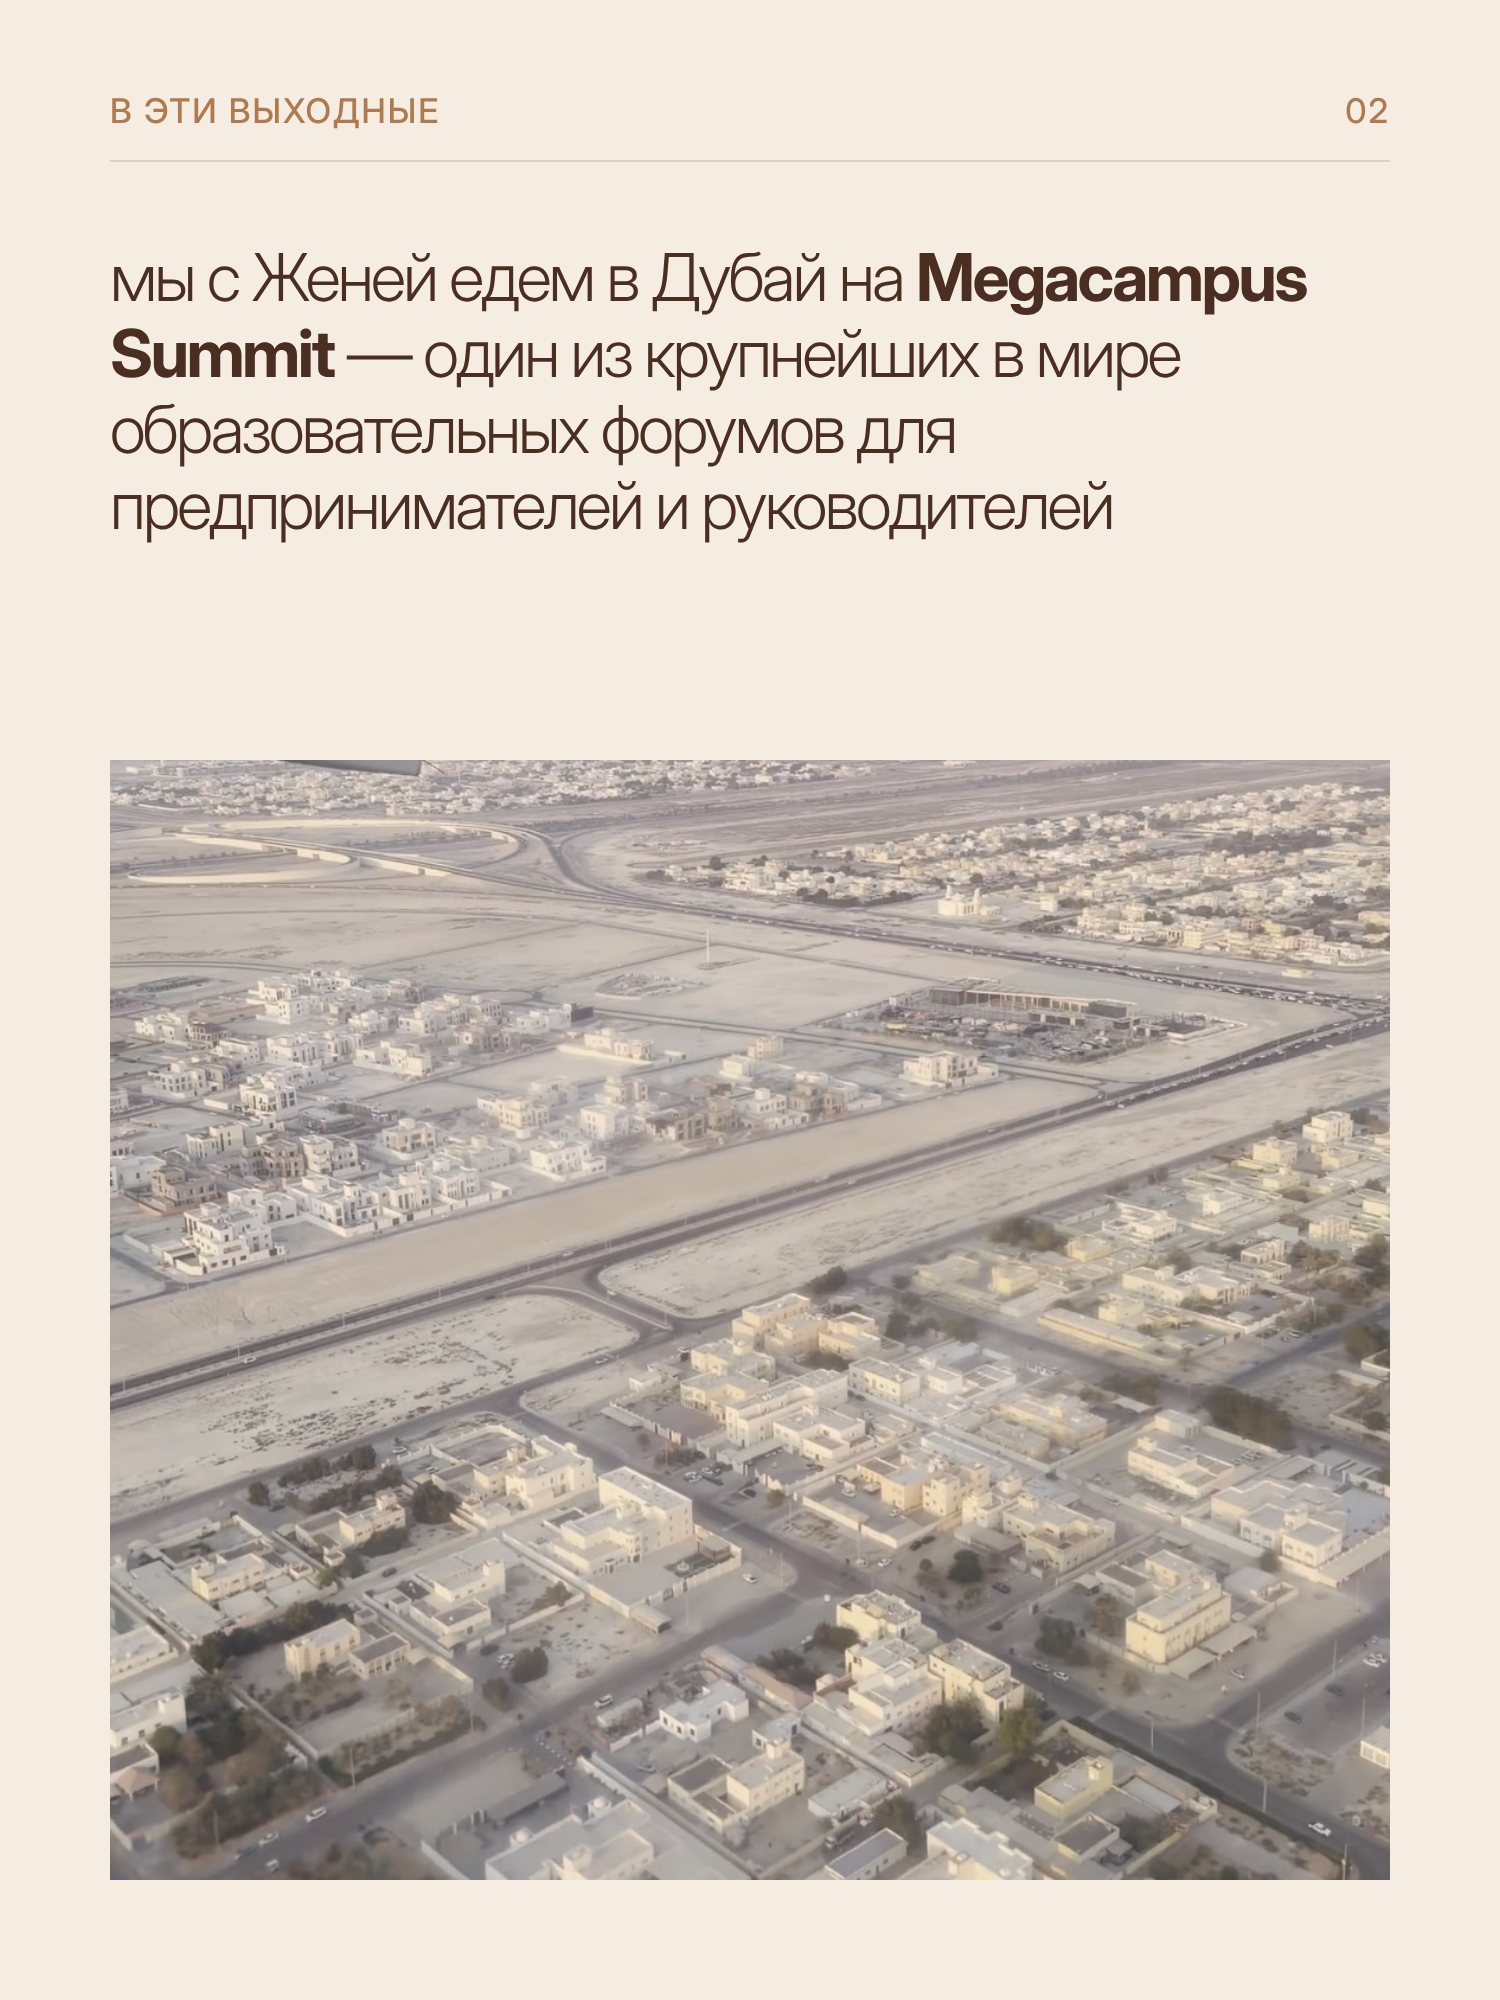 В ЭТИ ВЫХОДНЫЕ
02
мы с Женей едем в Дубай на Megacampus
Summit — один из крупнейших в мире
образовательных форумов для
предпринимателей и руководителей